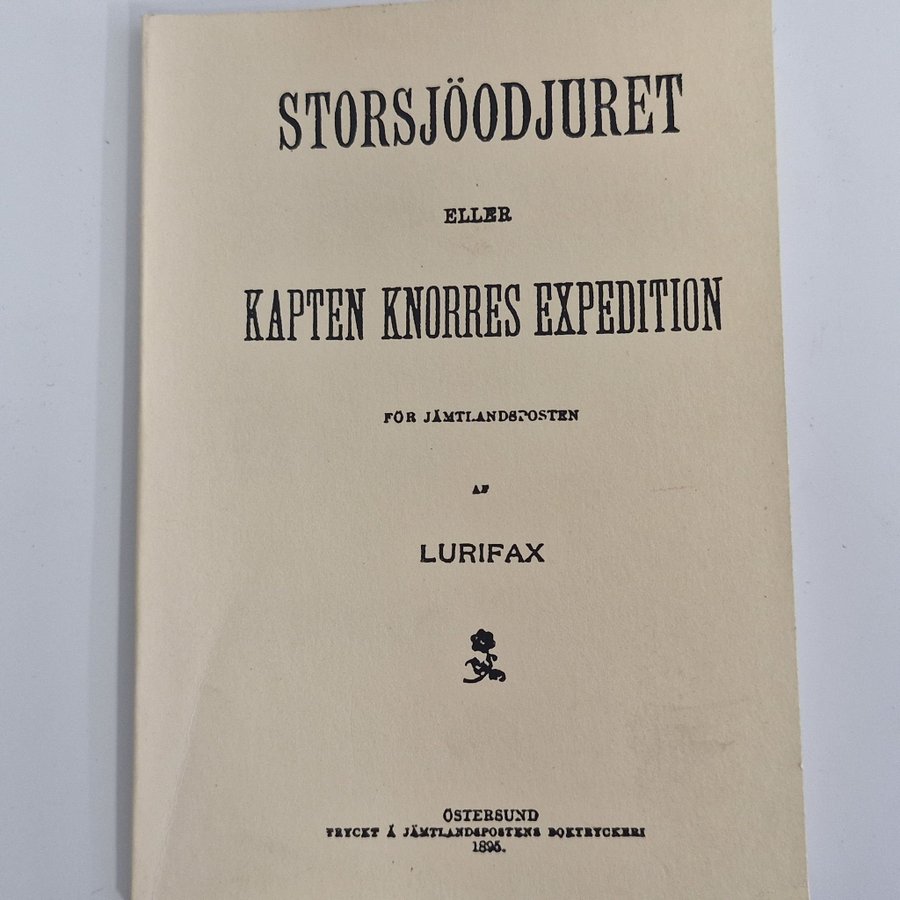 STORSJÖODJURET
ELLER
KAPTEN KNORRES EXPEDITION
FÖR JÄMTLANDSPOSTEN
AF
LURIFAX
ÖSTERSUND
TRYCKT Å JÄMTLANDSPOSTENS BOKTRYCKERI
1895.